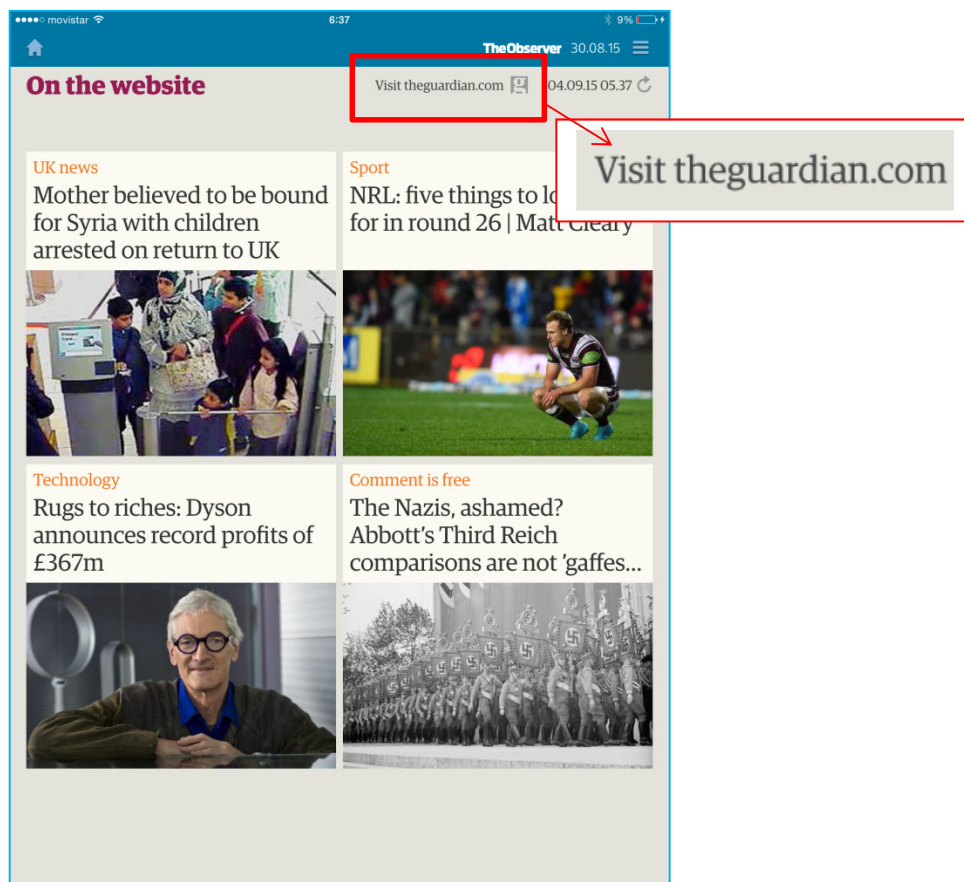 movistar 6:37 9%
TheObserver 30.08.15
On the website Visit theguardian.com 04.09.15 05.37
Visit theguardian.com
UK news
Mother believed to be bound
for Syria with children
arrested on return to UK
Sport
NRL: five things to lo
for in round 26 | Matt Cleary
Technology
Rugs to riches: Dyson
announces record profits of
£367m
Comment is free
The Nazis, ashamed?
Abbott's Third Reich
comparisons are not 'gaffes...